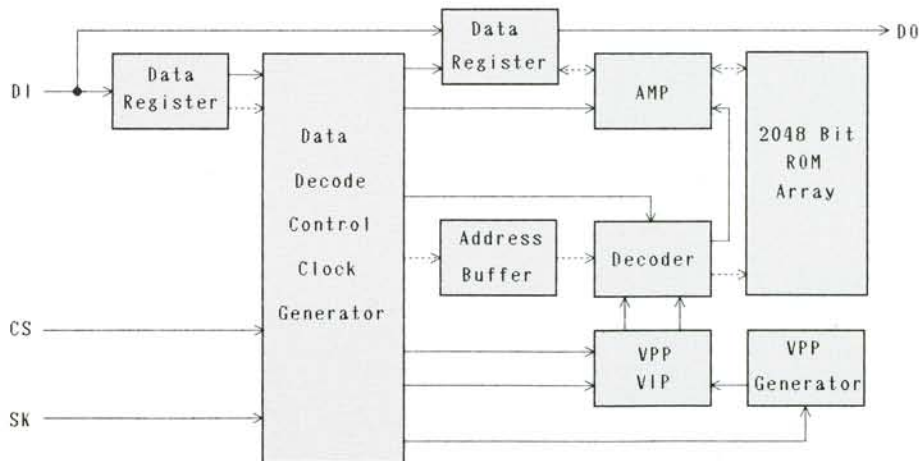 Data
Register
DO
DI
Data
Register
AMP
2048 Bit
ROM
Array
Data
Decode
Control
Clock
Generator
Address
Buffer
Decoder
CS
VPP
VIP
VPP
Generator
SK